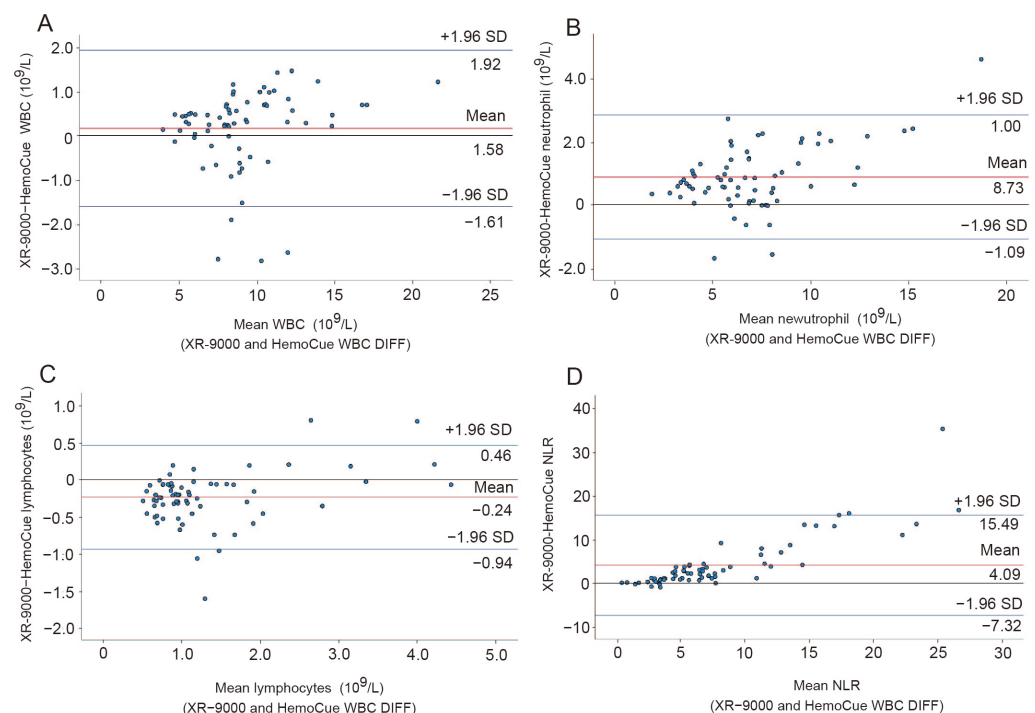 A
XR-9000−HemoCue WBC (10⁹/L)
2.0
1.0
0
−1.0
−2.0
−3.0
+1.96 SD
1.92
Mean
1.58
−1.96 SD
−1.61
0 5 10 15 20 25
Mean WBC (10⁹/L)
(XR-9000 and HemoCue WBC DIFF)
B
XR-9000-HemoCue neutrophil (10⁹/L)
4.0
2.0
0
-2.0
+1.96 SD
1.00
Mean
8.73
−1.96 SD
−1.09
0 5 10 15 20
Mean newutrophil (10⁹/L)
(XR-9000 and HemoCue WBC DIFF)
C
XR-9000−HemoCue lymphocytes (10⁹/L)
1.0
0.5
0
−0.5
−1.0
−1.5
−2.0
+1.96 SD
0.46
Mean
−0.24
−1.96 SD
−0.94
0 1.0 2.0 3.0 4.0 5.0
Mean lymphocytes (10⁹/L)
(XR−9000 and HemoCue WBC DIFF)
D
XR-9000-HemoCue NLR
40
30
20
10
0
−10
+1.96 SD
15.49
Mean
4.09
−1.96 SD
−7.32
0 5 10 15 20 25 30
Mean NLR
(XR−9000 and HemoCue WBC DIFF)